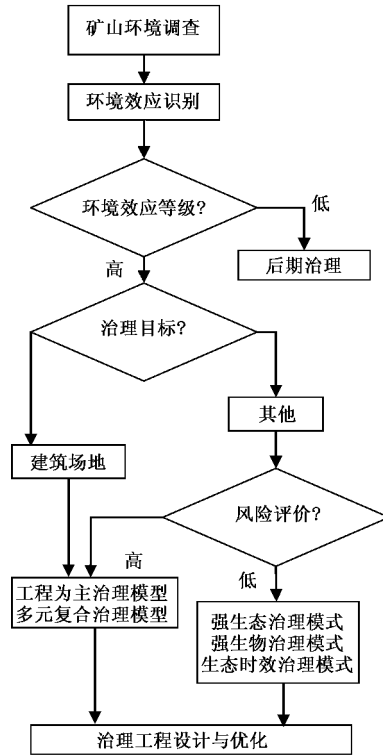 矿山环境调查
环境效应识别
环境效应等级?
低
后期治理
高
治理目标?
其他
建筑场地
风险评价?
高
低
工程为主治理模型
多元复合治理模型
强生态治理模式
强生物治理模式
生态时效治理模式
治理工程设计与优化